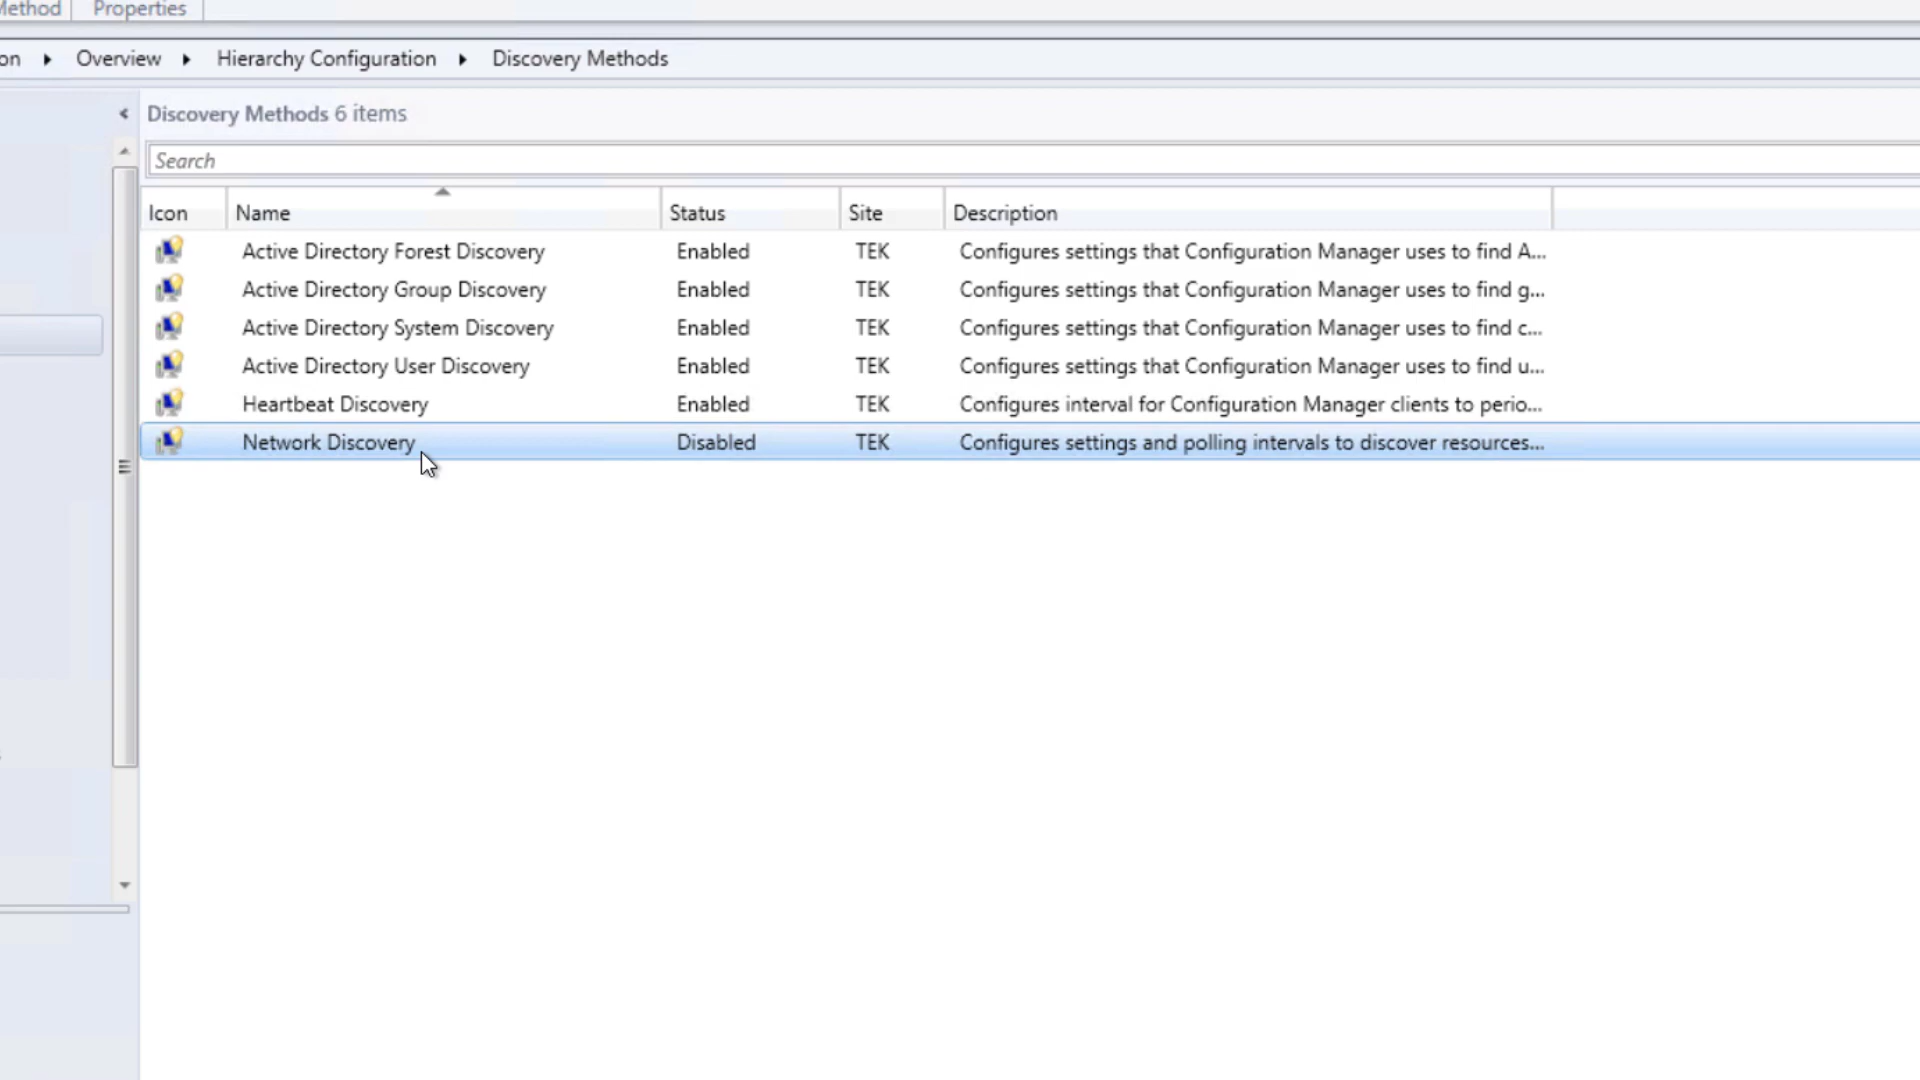 Method Properties
on ▸ Overview ▸ Hierarchy Configuration ▸ Discovery Methods
Discovery Methods 6 items
Search
Icon Name Status Site Description
Active Directory Forest Discovery Enabled TEK Configures settings that Configuration Manager uses to find A...
Active Directory Group Discovery Enabled TEK Configures settings that Configuration Manager uses to find g...
Active Directory System Discovery Enabled TEK Configures settings that Configuration Manager uses to find c...
Active Directory User Discovery Enabled TEK Configures settings that Configuration Manager uses to find u...
Heartbeat Discovery Enabled TEK Configures interval for Configuration Manager clients to perio...
Network Discovery Disabled TEK Configures settings and polling intervals to discover resources...